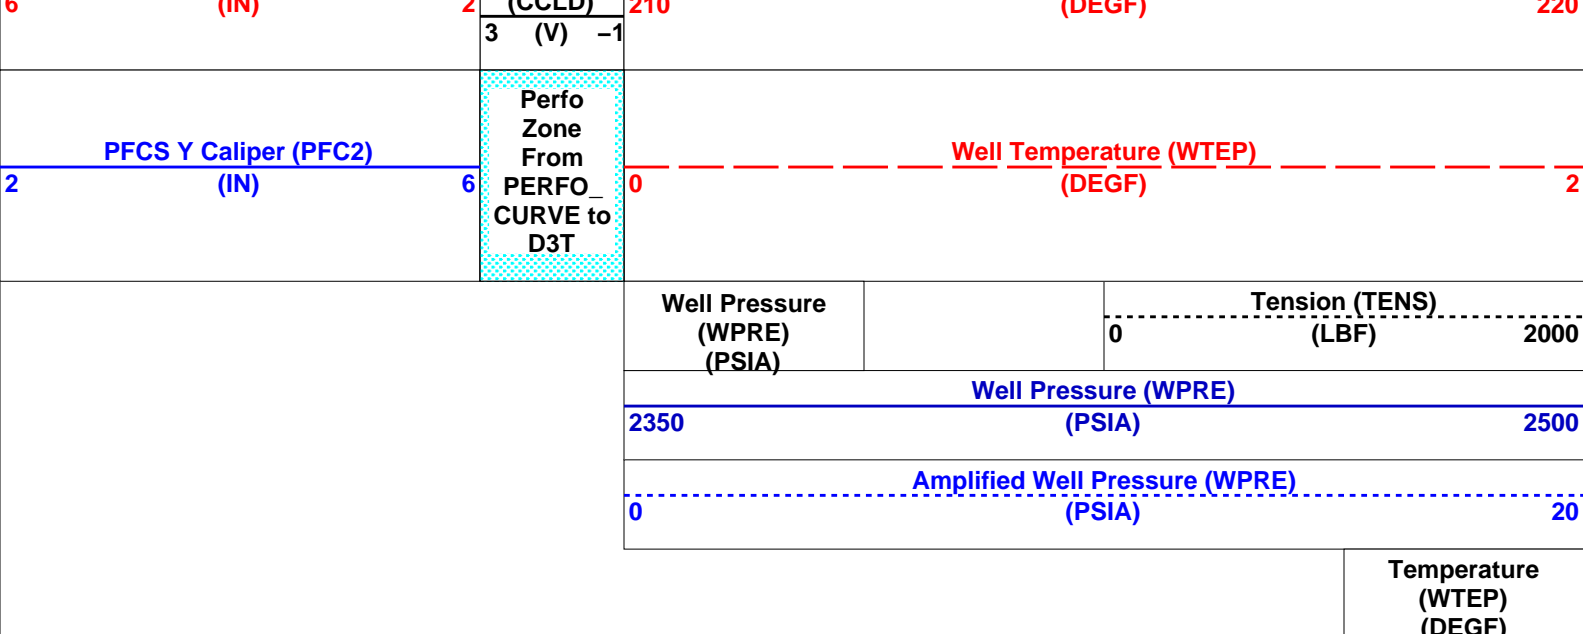 6 (IN) 2 (CCLD) 210 (DEGF) 220
3 (V) −1
Perfo
Zone
From
PERFO_
CURVE to
D3T
PFCS Y Caliper (PFC2)
2 (IN) 6
Well Temperature (WTEP)
0 (DEGF) 2
Well Pressure
(WPRE)
(PSIA)
Tension (TENS)
0 (LBF) 2000
Well Pressure (WPRE)
2350 (PSIA) 2500
Amplified Well Pressure (WPRE)
0 (PSIA) 20
Temperature
(WTEP)
(DEGF)